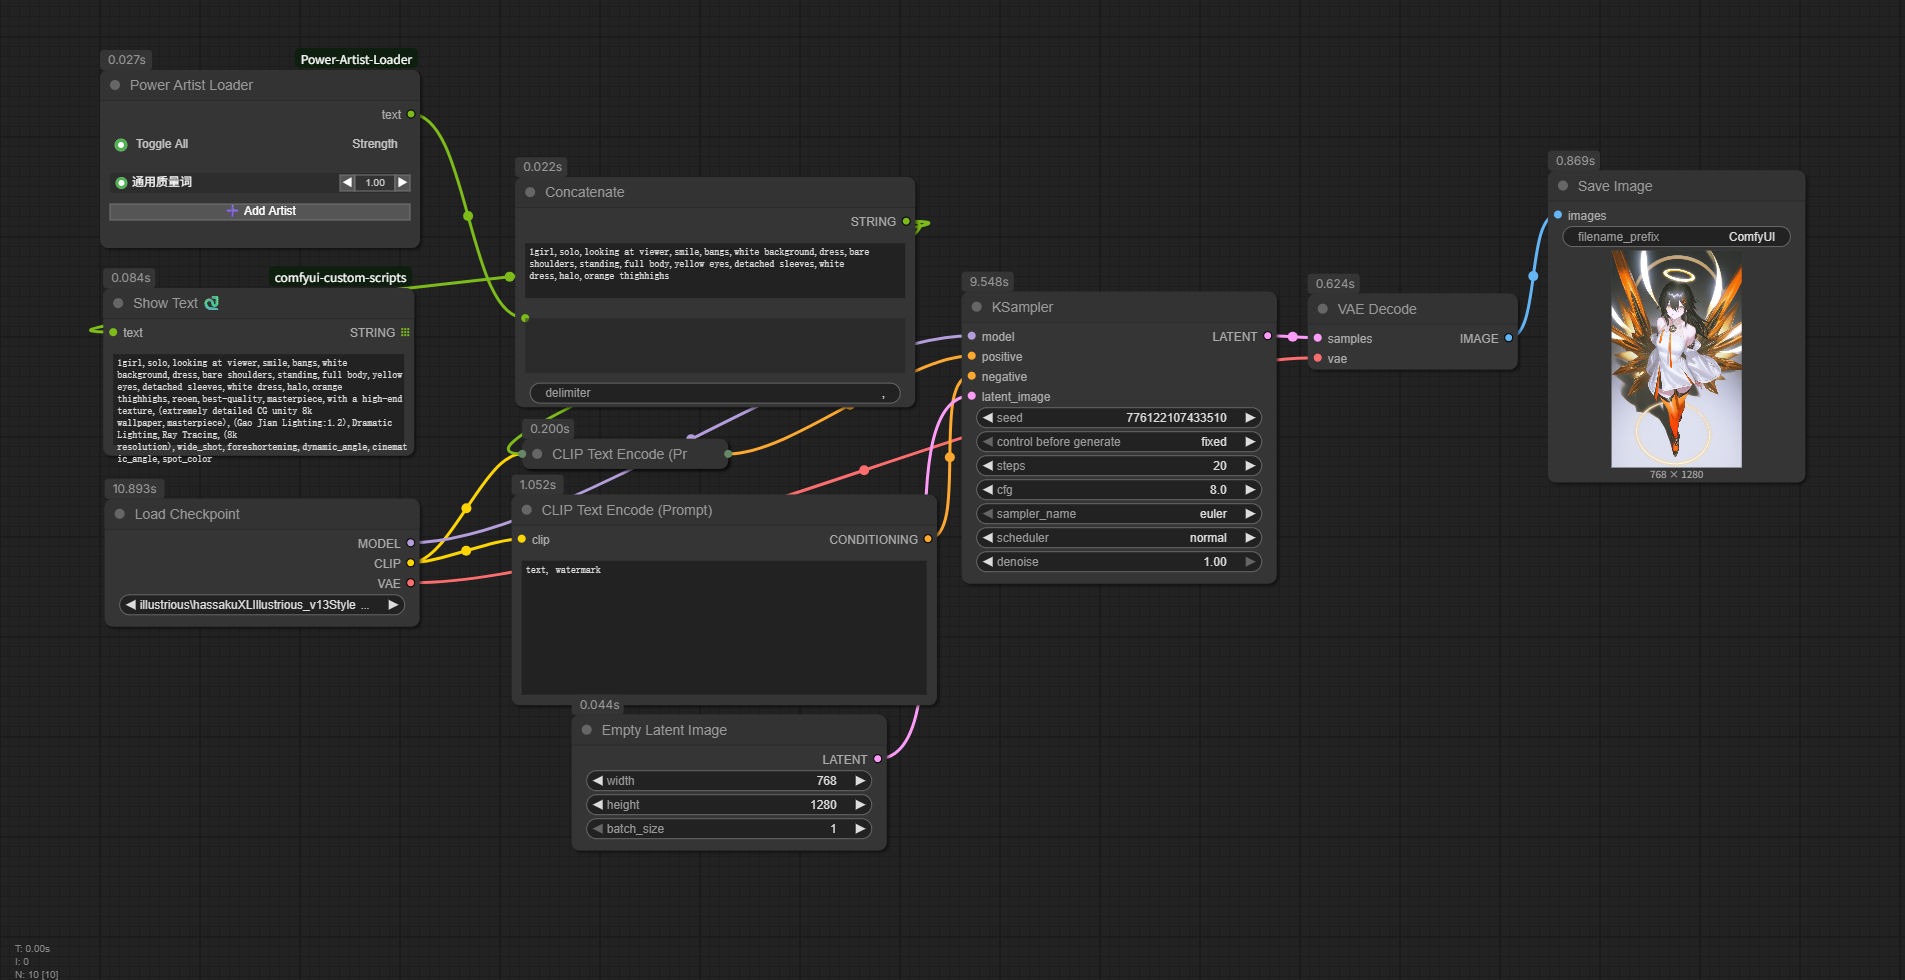 0.027s
Power-Artist-Loader
Power Artist Loader
text
Toggle All
Strength
通用质量词
1.00
Add Artist
0.084s
comfyui-custom-scripts
Show Text
text
STRING
1girl, solo, looking at viewer, smile, bangs, white
background, dress, bare shoulders, standing, full body, yellow
eyes, detached sleeves, white dress, halo, orange
thighhighs, reoen, best-quality, masterpiece, with a high-end
texture, (extremely detailed CG unity 8k
wallpaper, masterpiece), (Gao Jian Lighting:1.2), Dramatic
Lighting, Ray Tracing, (8k
resolution), wide_shot, foreshortening, dynamic_angle, cinemat
ic_angle, spot_color
10.893s
Load Checkpoint
MODEL
CLIP
VAE
illustrious\hassakuXLIllustrious_v13Style ...
0.022s
Concatenate
STRING
1girl, solo, looking at viewer, smile, bangs, white background, dress, bare
shoulders, standing, full body, yellow eyes, detached sleeves, white
dress, halo, orange thighhighs
delimiter
,
0.200s
CLIP Text Encode (Pr
1.052s
CLIP Text Encode (Prompt)
clip
CONDITIONING
text, watermark
0.044s
Empty Latent Image
LATENT
width
768
height
1280
batch_size
1
9.548s
KSampler
model
LATENT
positive
negative
latent_image
seed
776122107433510
control before generate
fixed
steps
20
cfg
8.0
sampler_name
euler
scheduler
normal
denoise
1.00
0.624s
VAE Decode
samples
IMAGE
vae
0.869s
Save Image
images
filename_prefix
ComfyUI
768 × 1280
T: 0.00s
I: 0
N: 10 [10]